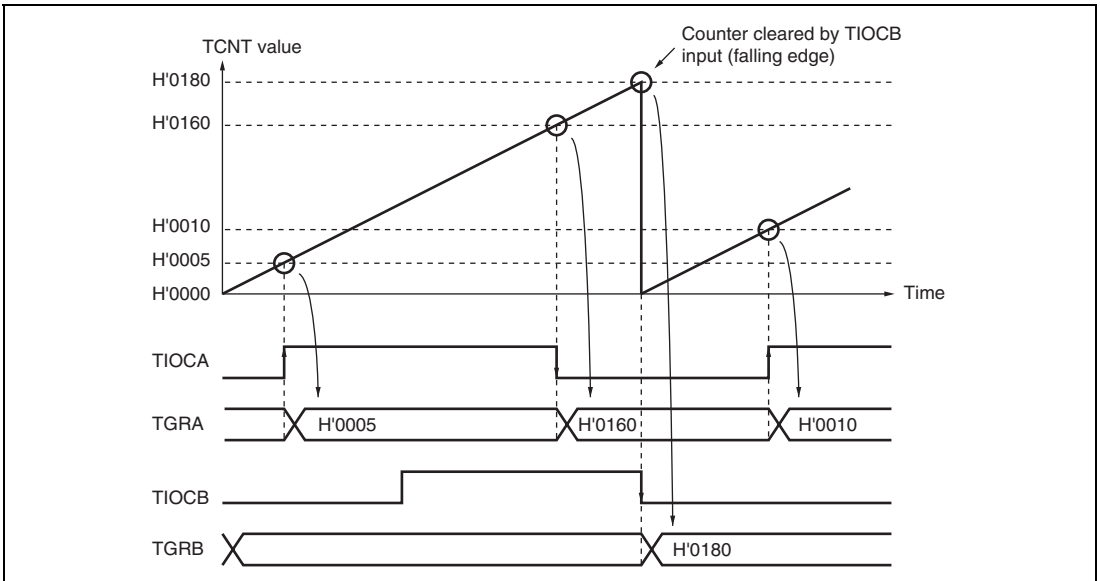 Counter cleared by TIOCB
input (falling edge)
TCNT value
H'0180
H'0160
H'0010
H'0005
H'0000
Time
TIOCA
TGRA
H'0005
H'0160
H'0010
TIOCB
TGRB
H'0180